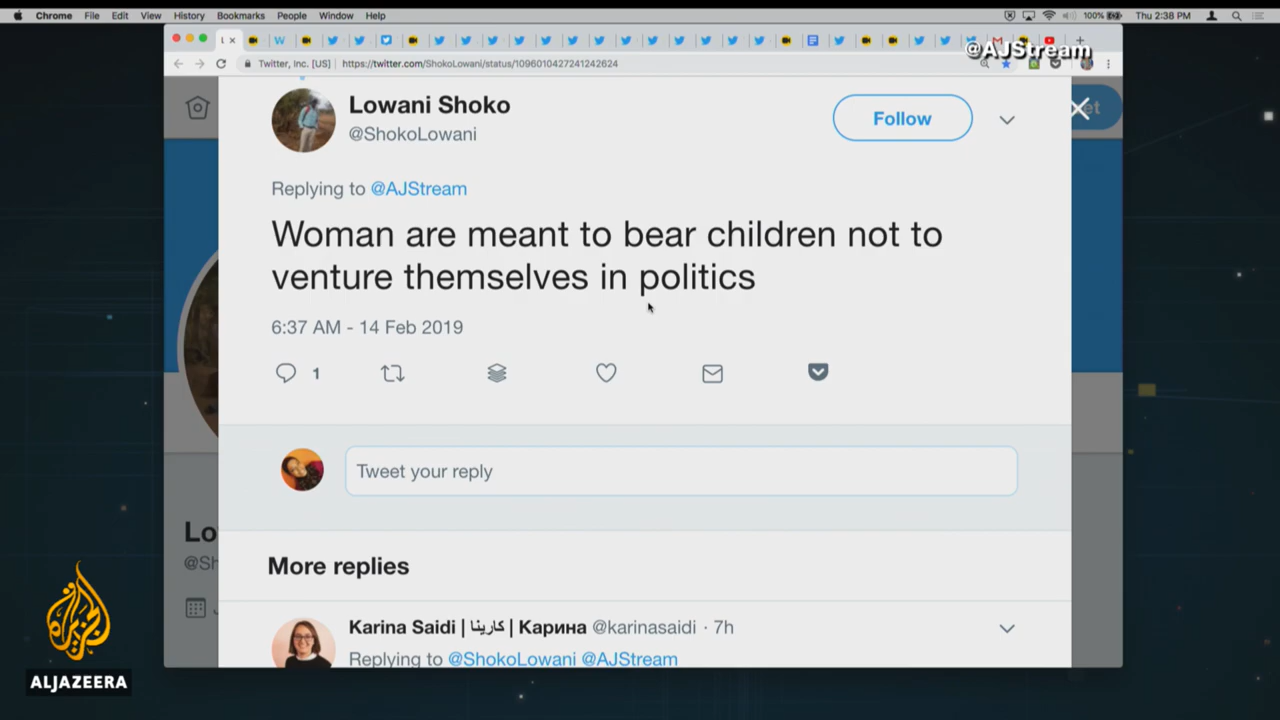 Chrome File Edit View History Bookmarks People Window Help 100% Thu 2:38 PM
@AJStream
Twitter, Inc. [US] https://twitter.com/ShokoLowani/status/1096010427241242624
Lowani Shoko
@ShokoLowani
Follow
Replying to @AJStream
Woman are meant to bear children not to
venture themselves in politics
6:37 AM - 14 Feb 2019
1
Tweet your reply
More replies
Karina Saidi | کارینا | Карина @karinasaidi · 7h
Replying to @ShokoLowani @AJStream
ALJAZEERA